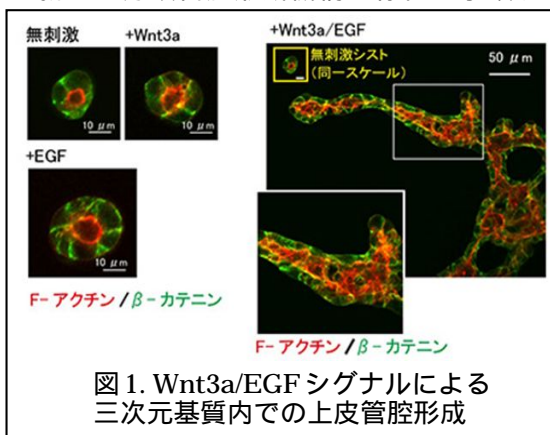 無刺激
+Wnt3a
10 μm
10 μm
+EGF
10 μm
F-アクチン/β-カテニン
+Wnt3a/EGF
無刺激シスト
(同一スケール)
50 μm
F-アクチン/β-カテニン
図1. Wnt3a/EGFシグナルによる
三次元基質内での上皮管腔形成